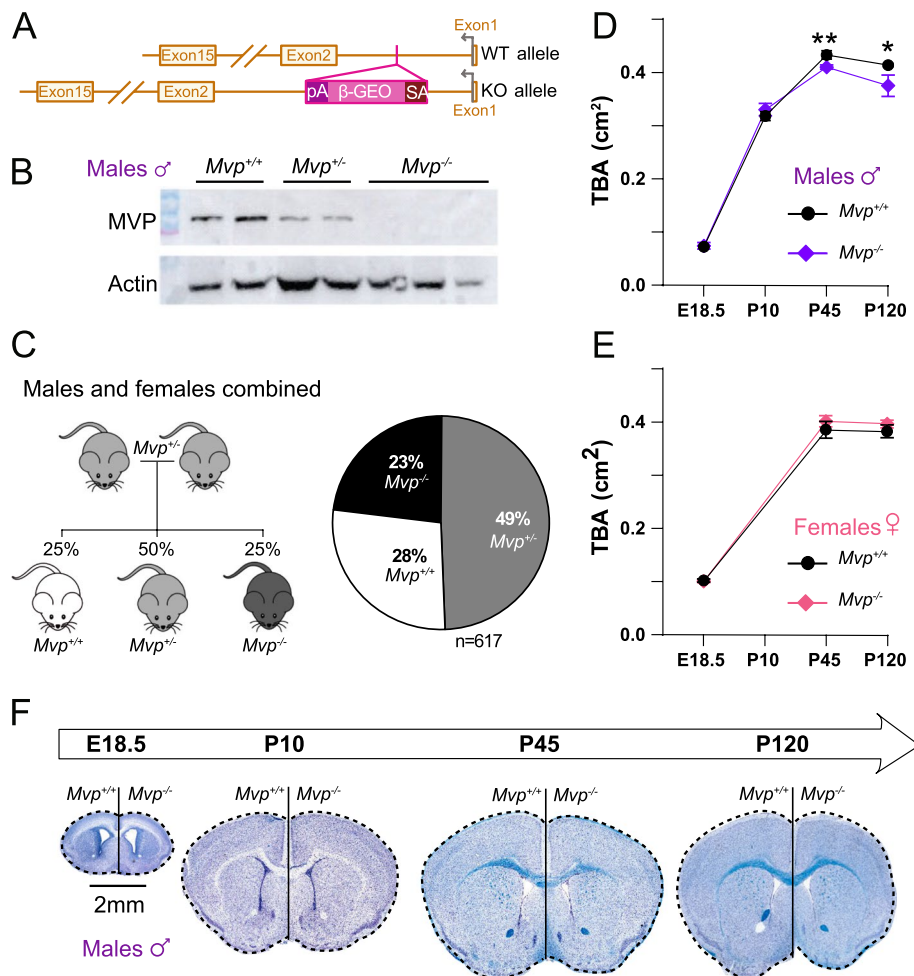 A
Exon1
Exon15
Exon2
WT allele
Exon15
Exon2
pA
β-GEO
SA
KO allele
Exon1
B
Males ♂
Mvp+/+
Mvp+/-
Mvp-/-
MVP
Actin
C
Males and females combined
Mvp+/-
25%
50%
25%
Mvp+/+
Mvp+/-
Mvp-/-
23%
Mvp-/-
49%
Mvp+/-
28%
Mvp+/+
n=617
D
TBA (cm²)
0.4
0.2
0.0
**
*
Males ♂
Mvp+/+
Mvp-/-
E18.5 P10 P45 P120
E
TBA (cm²)
0.4
0.2
0.0
Females ♀
Mvp+/+
Mvp-/-
E18.5 P10 P45 P120
F
E18.5 P10 P45 P120
Mvp+/+ Mvp-/- Mvp+/+ Mvp-/- Mvp+/+ Mvp-/- Mvp+/+ Mvp-/-
2mm
Males ♂